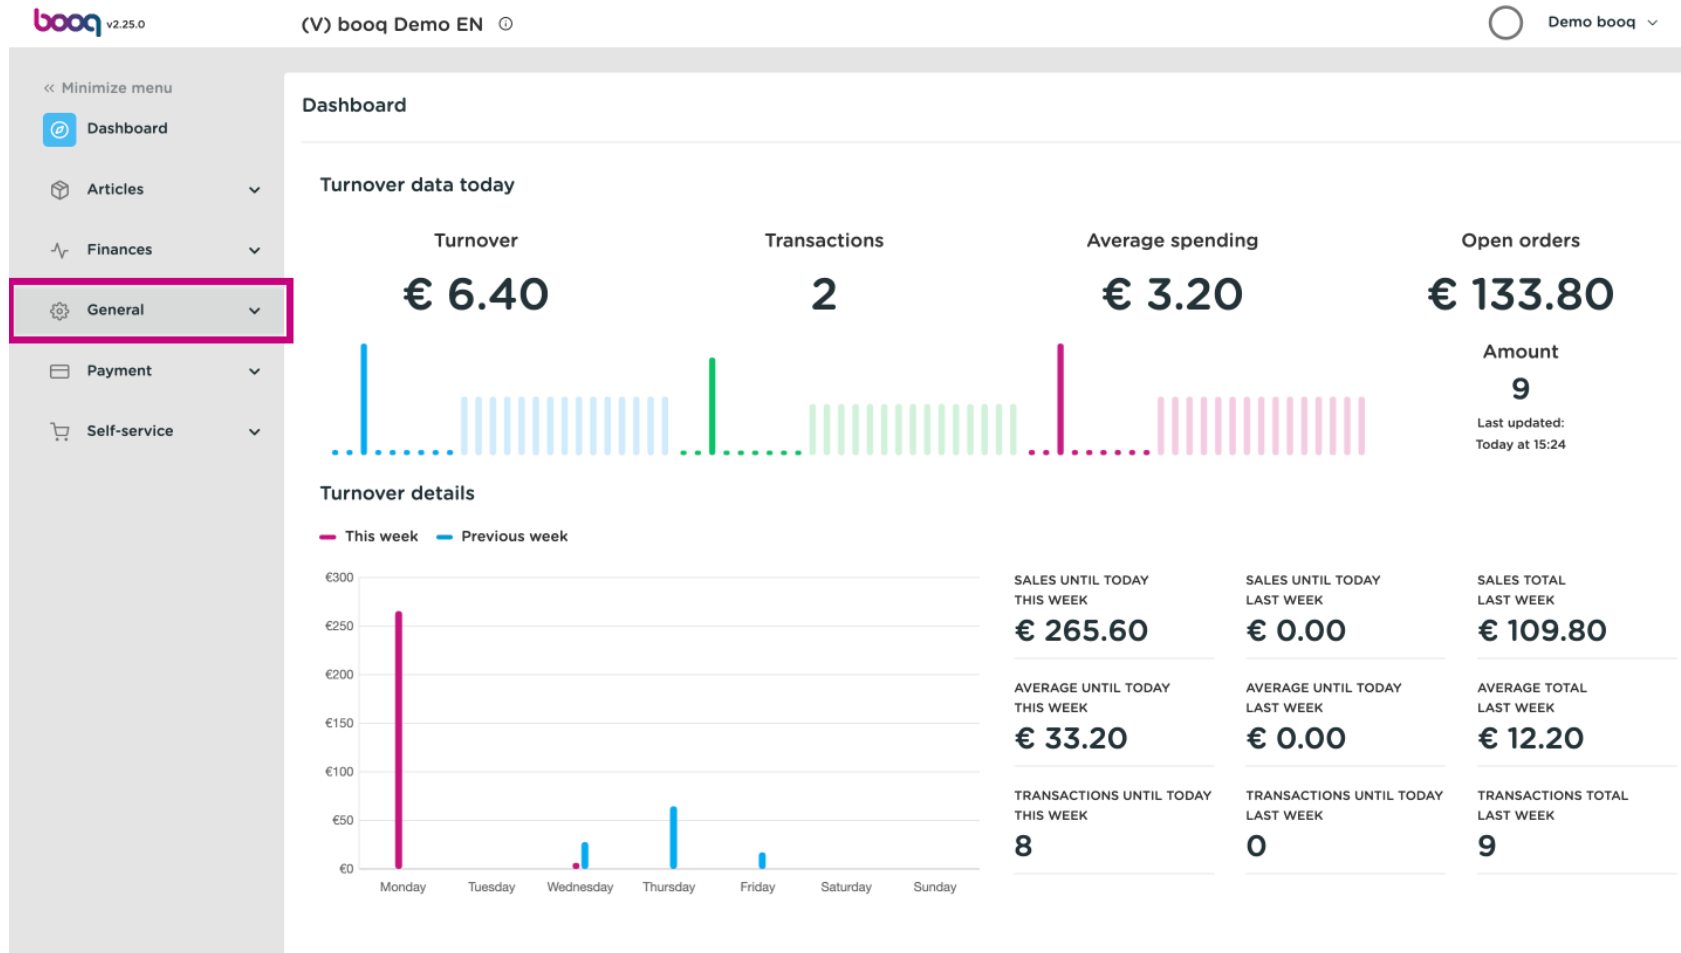 booq v2.25.0
(V) booq Demo EN
Demo booq
Minimize menu
Dashboard
Articles
Finances
General
Payment
Self-service
Dashboard
Turnover data today
Turnover
€ 6.40
Transactions
2
Average spending
€ 3.20
Open orders
€ 133.80
Amount
9
Last updated:
Today at 15:24
Turnover details
This week
Previous week
€300
€250
€200
€150
€100
€50
€0
Monday
Tuesday
Wednesday
Thursday
Friday
Saturday
Sunday
SALES UNTIL TODAY
THIS WEEK
€ 265.60
SALES UNTIL TODAY
LAST WEEK
€ 0.00
SALES TOTAL
LAST WEEK
€ 109.80
AVERAGE UNTIL TODAY
THIS WEEK
€ 33.20
AVERAGE UNTIL TODAY
LAST WEEK
€ 0.00
AVERAGE TOTAL
LAST WEEK
€ 12.20
TRANSACTIONS UNTIL TODAY
THIS WEEK
8
TRANSACTIONS UNTIL TODAY
LAST WEEK
0
TRANSACTIONS TOTAL
LAST WEEK
9